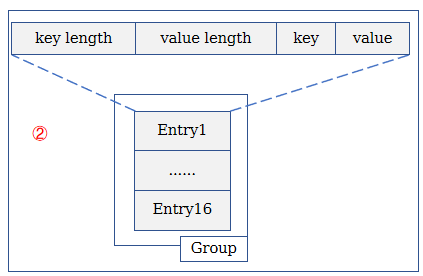 key length value length key value
Entry1
②
......
Entry16
Group